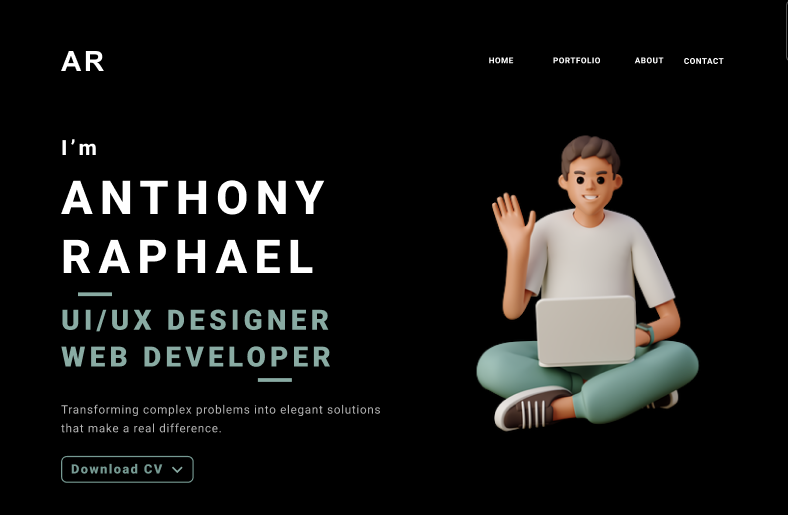 AR
HOME PORTFOLIO ABOUT CONTACT
I’m
ANTHONY
RAPHAEL
UI/UX DESIGNER
WEB DEVELOPER
Transforming complex problems into elegant solutions
that make a real difference.
Download CV